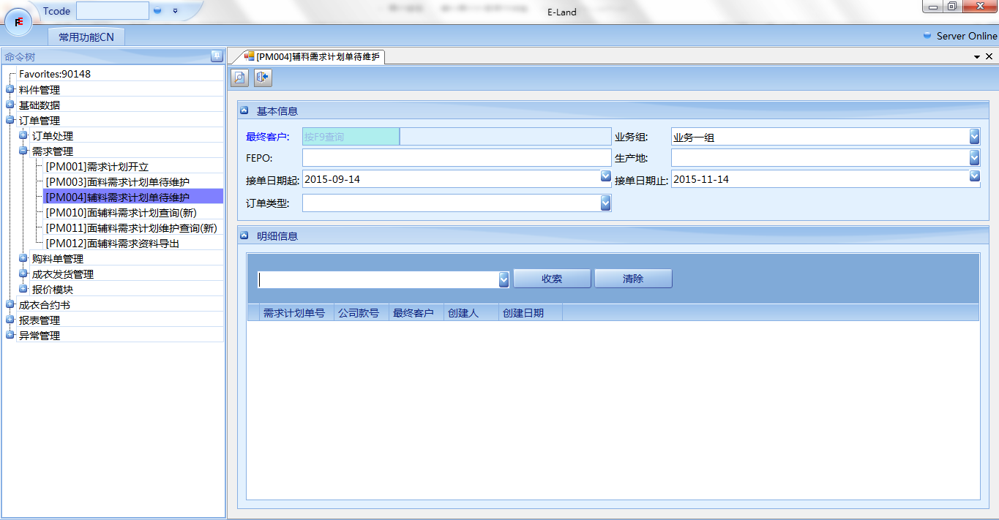 Tcode
E-Land
常用功能CN
Server Online
命令树
[PM004]辅料需求计划单待维护
Favorites:90148
料件管理
基础数据
订单管理
订单处理
需求管理
[PM001]需求计划开立
[PM003]面料需求计划单待维护
[PM004]辅料需求计划单待维护
[PM010]面辅料需求计划查询(新)
[PM011]面辅料需求计划维护查询(新)
[PM012]面辅料需求资料导出
购料单管理
成衣发货管理
报价模块
成衣合约书
报表管理
异常管理
基本信息
最终客户: 按F9查询 业务组: 业务一组
FEPO: 生产地:
接单日期起: 2015-09-14 接单日期止: 2015-11-14
订单类型:
明细信息
收索 清除
需求计划单号 公司款号 最终客户 创建人 创建日期